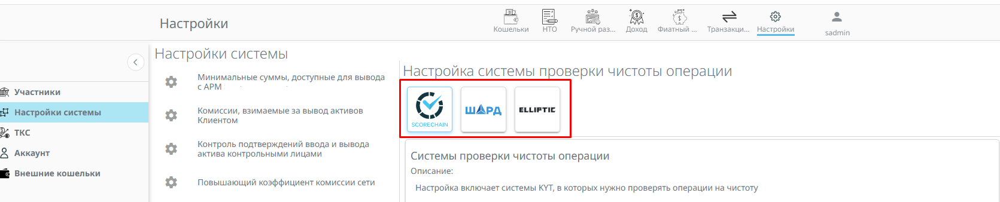 Настройки
Кошельки
НТО
Ручной раз...
Доход
Фиатный ...
Транзакци...
Настройки
sadmin
Участники
Настройки системы
ТКС
Аккаунт
Внешние кошельки
Настройки системы
Минимальные суммы, доступные для вывода
с АРМ
Комиссии, взимаемые за вывод активов
Клиентом
Контроль подтверждений ввода и вывода
актива контрольными лицами
Повышающий коэффициент комиссии сети
Настройка системы проверки чистоты операции
SCORECHAIN
ШАРД
ELLIPTIC
Системы проверки чистоты операции
Описание:
Настройка включает системы KYT, в которых нужно проверять операции на чистоту